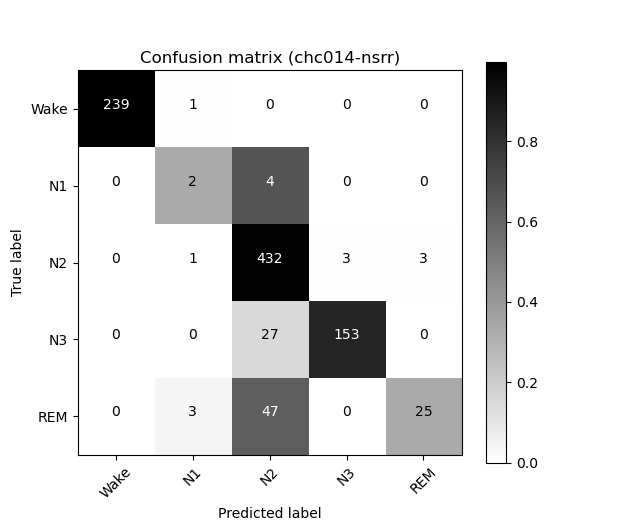 Confusion matrix (chc014-nsrr)
Wake 239 1 0 0 0
N1 0 2 4 0 0
N2 0 1 432 3 3
N3 0 0 27 153 0
REM 0 3 47 0 25
Wake N1 N2 N3 REM
True label
Predicted label
0.8
0.6
0.4
0.2
0.0